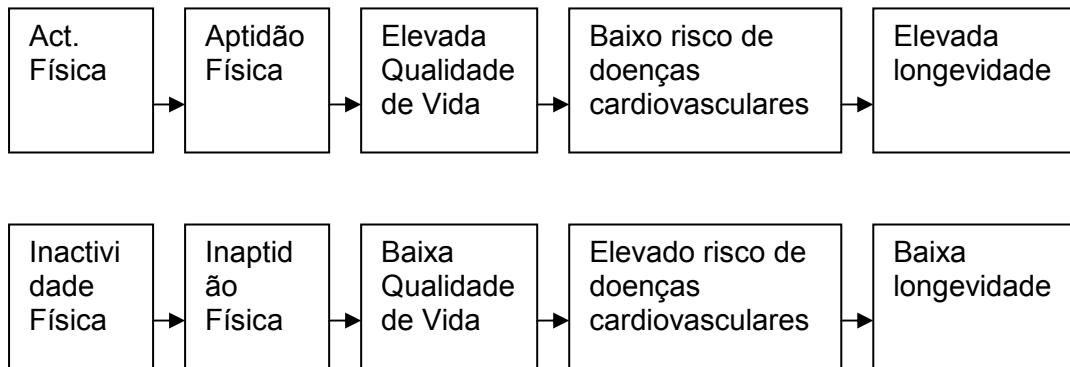 Act.
Física
Aptidão
Física
Elevada
Qualidade
de Vida
Baixo risco de
doenças
cardiovasculares
Elevada
longevidade
Inactivi
dade
Física
Inaptid
ão
Física
Baixa
Qualidade
de Vida
Elevado risco de
doenças
cardiovasculares
Baixa
longevidade